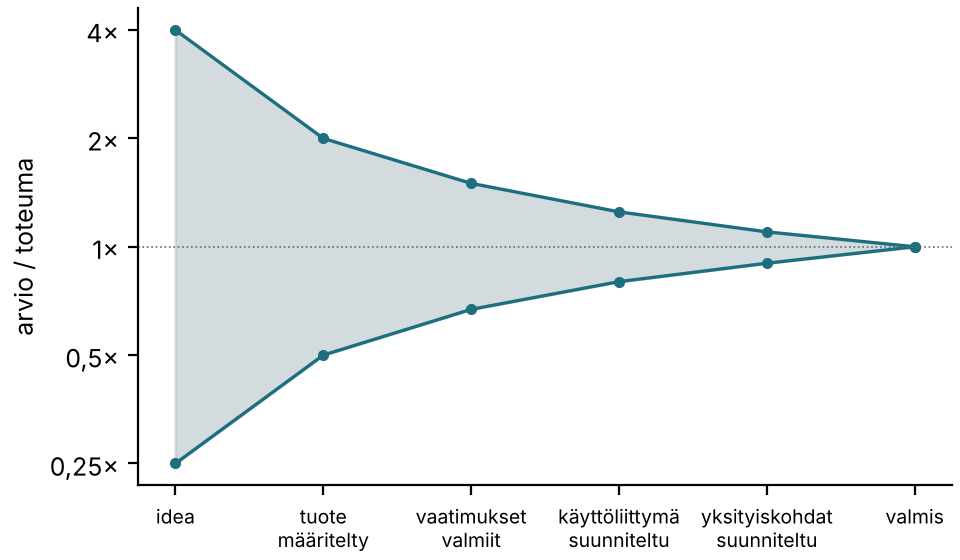 arvio / toteuma
4×
2×
1×
0,5×
0,25×
idea
tuote
määritelty
vaatimukset
valmiit
käyttöliittymä
suunniteltu
yksityiskohdat
suunniteltu
valmis